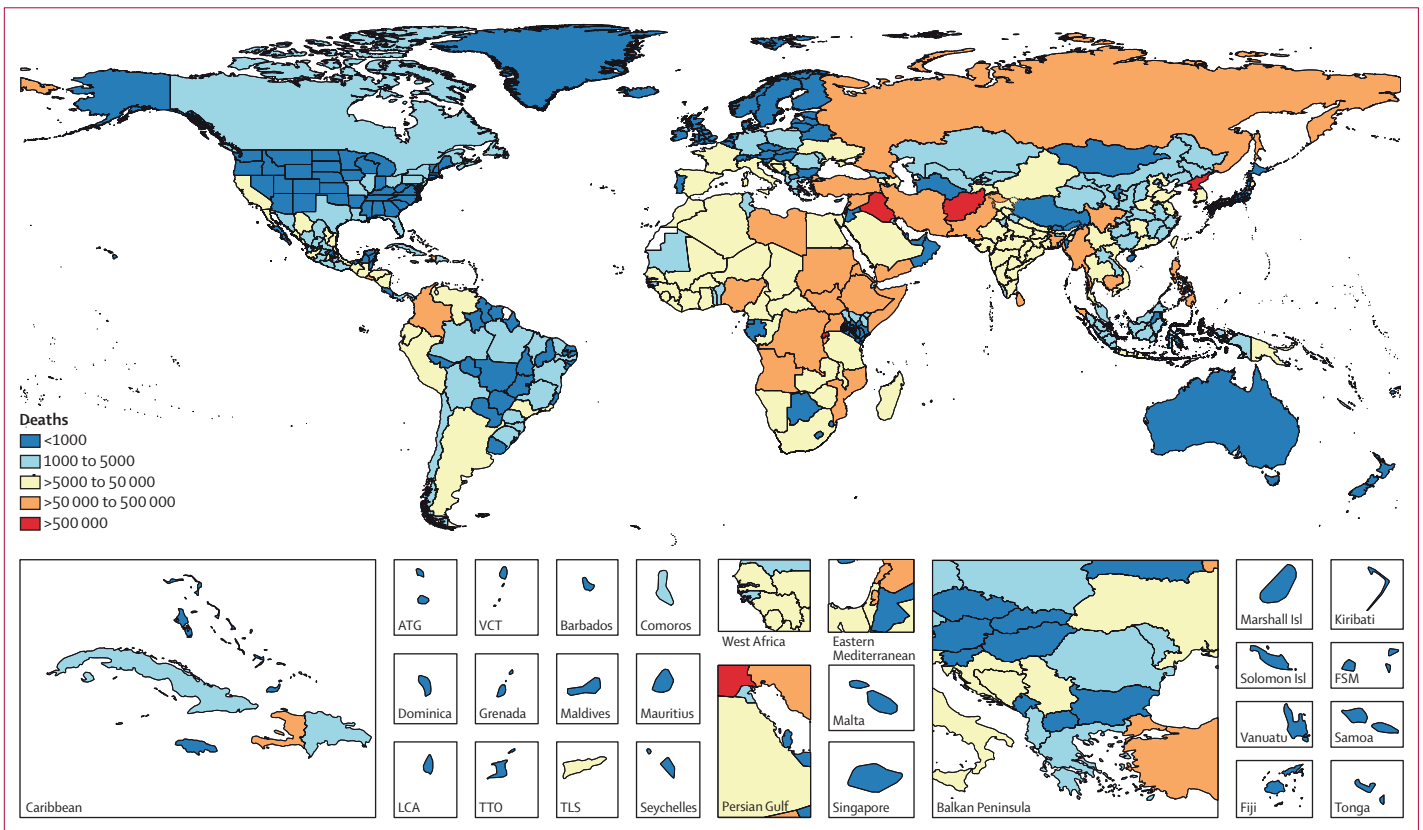 Deaths
<1000
1000 to 5000
>5000 to 50 000
>50 000 to 500 000
>500 000
Caribbean
ATG
VCT
Barbados
Comoros
Dominica
Grenada
Maldives
Mauritius
LCA
TTO
TLS
Seychelles
West Africa
Eastern
Mediterranean
Persian Gulf
Malta
Singapore
Balkan Peninsula
Marshall Isl
Kiribati
Solomon Isl
FSM
Vanuatu
Samoa
Fiji
Tonga